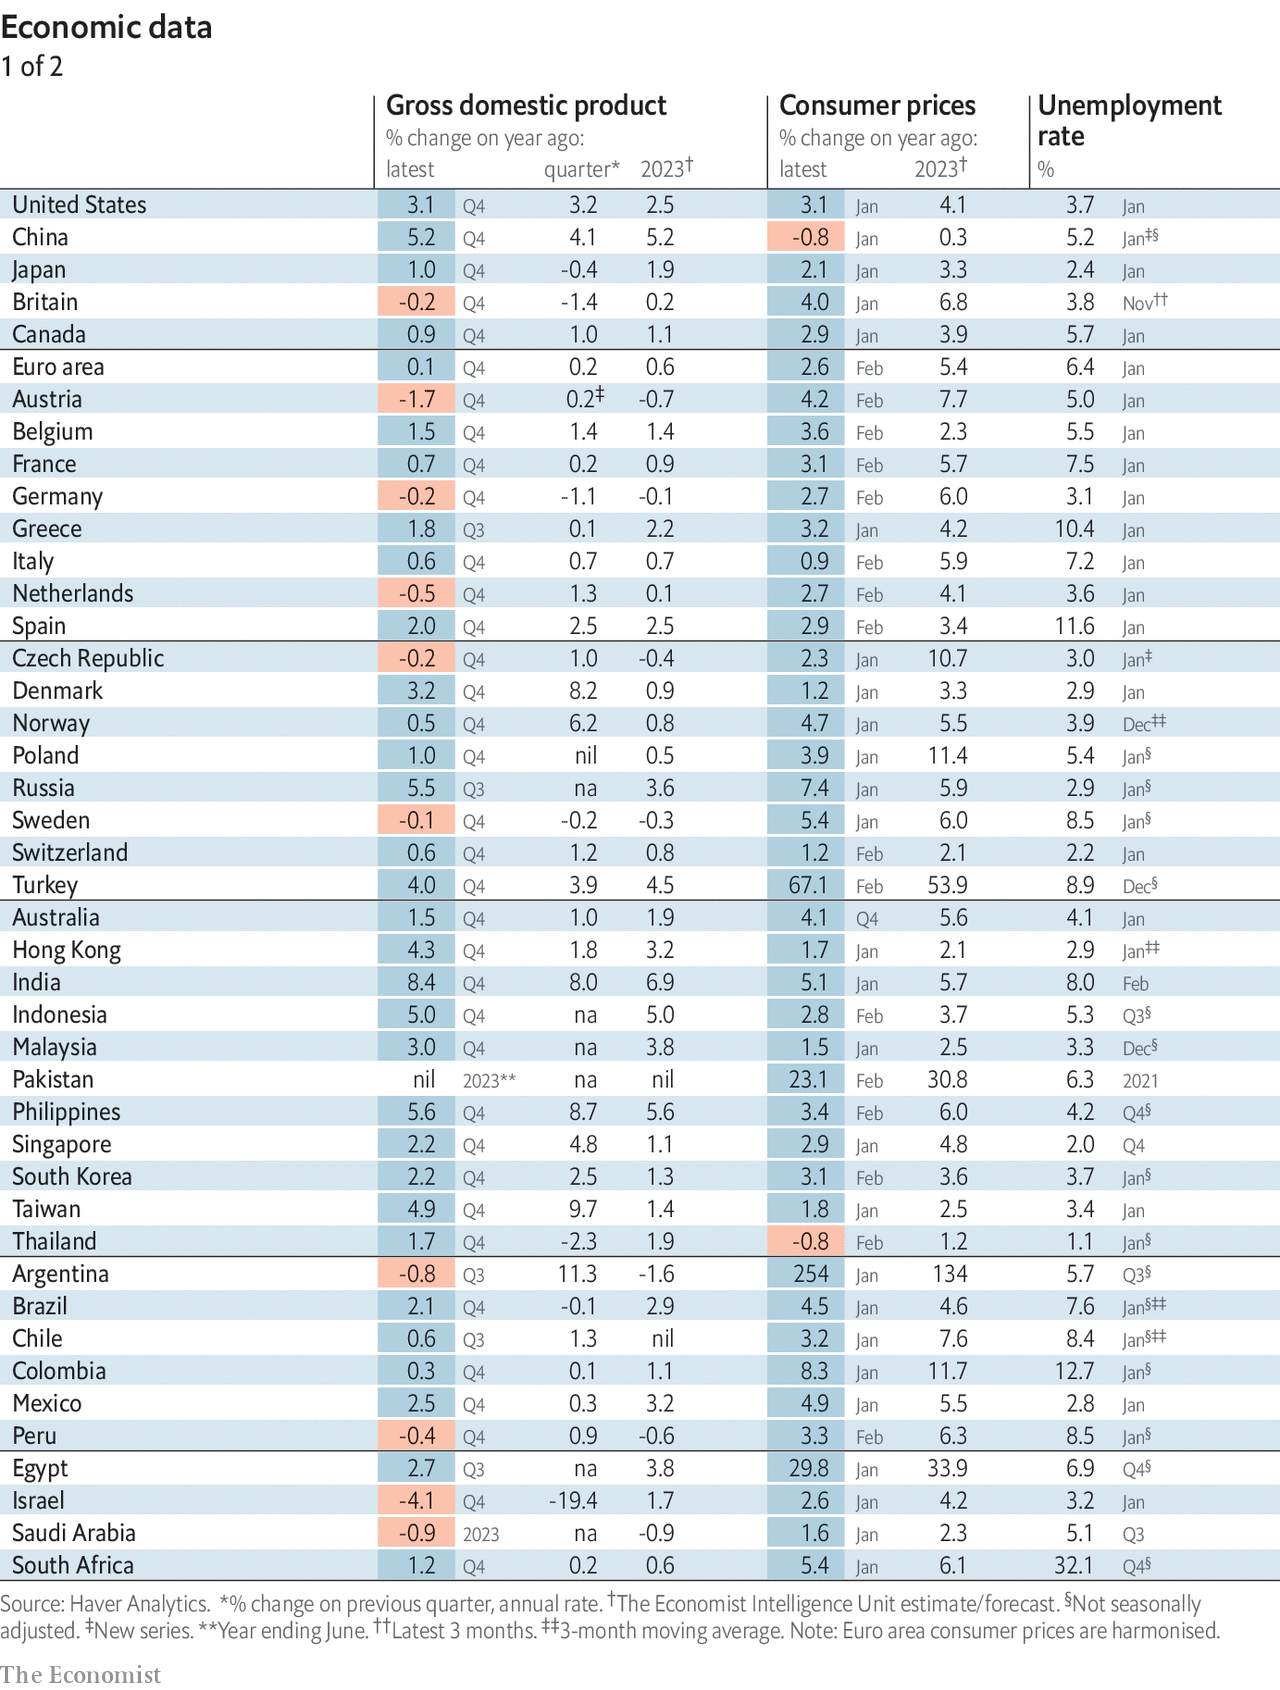 Economic data
1 of 2
Gross domestic product Consumer prices Unemployment
% change on year ago: % change on year ago: rate
latest quarter* 2023† latest 2023† %
United States 3.1 Q4 3.2 2.5 3.1 Jan 4.1 3.7 Jan
China 5.2 Q4 4.1 5.2 -0.8 Jan 0.3 5.2 Jan‡§
Japan 1.0 Q4 -0.4 1.9 2.1 Jan 3.3 2.4 Jan
Britain -0.2 Q4 -1.4 0.2 4.0 Jan 6.8 3.8 Nov††
Canada 0.9 Q4 1.0 1.1 2.9 Jan 3.9 5.7 Jan
Euro area 0.1 Q4 0.2 0.6 2.6 Feb 5.4 6.4 Jan
Austria -1.7 Q4 0.2‡ -0.7 4.2 Feb 7.7 5.0 Jan
Belgium 1.5 Q4 1.4 1.4 3.6 Feb 2.3 5.5 Jan
France 0.7 Q4 0.2 0.9 3.1 Feb 5.7 7.5 Jan
Germany -0.2 Q4 -1.1 -0.1 2.7 Feb 6.0 3.1 Jan
Greece 1.8 Q3 0.1 2.2 3.2 Jan 4.2 10.4 Jan
Italy 0.6 Q4 0.7 0.7 0.9 Feb 5.9 7.2 Jan
Netherlands -0.5 Q4 1.3 0.1 2.7 Feb 4.1 3.6 Jan
Spain 2.0 Q4 2.5 2.5 2.9 Feb 3.4 11.6 Jan
Czech Republic -0.2 Q4 1.0 -0.4 2.3 Jan 10.7 3.0 Jan‡
Denmark 3.2 Q4 8.2 0.9 1.2 Jan 3.3 2.9 Jan
Norway 0.5 Q4 6.2 0.8 4.7 Jan 5.5 3.9 Dec‡‡
Poland 1.0 Q4 nil 0.5 3.9 Jan 11.4 5.4 Jan§
Russia 5.5 Q3 na 3.6 7.4 Jan 5.9 2.9 Jan§
Sweden -0.1 Q4 -0.2 -0.3 5.4 Jan 6.0 8.5 Jan§
Switzerland 0.6 Q4 1.2 0.8 1.2 Feb 2.1 2.2 Jan
Turkey 4.0 Q4 3.9 4.5 67.1 Feb 53.9 8.9 Dec§
Australia 1.5 Q4 1.0 1.9 4.1 Q4 5.6 4.1 Jan
Hong Kong 4.3 Q4 1.8 3.2 1.7 Jan 2.1 2.9 Jan‡‡
India 8.4 Q4 8.0 6.9 5.1 Jan 5.7 8.0 Feb
Indonesia 5.0 Q4 na 5.0 2.8 Feb 3.7 5.3 Q3§
Malaysia 3.0 Q4 na 3.8 1.5 Jan 2.5 3.3 Dec§
Pakistan nil 2023** na nil 23.1 Feb 30.8 6.3 2021
Philippines 5.6 Q4 8.7 5.6 3.4 Feb 6.0 4.2 Q4§
Singapore 2.2 Q4 4.8 1.1 2.9 Jan 4.8 2.0 Q4
South Korea 2.2 Q4 2.5 1.3 3.1 Feb 3.6 3.7 Jan§
Taiwan 4.9 Q4 9.7 1.4 1.8 Jan 2.5 3.4 Jan
Thailand 1.7 Q4 -2.3 1.9 -0.8 Feb 1.2 1.1 Jan§
Argentina -0.8 Q3 11.3 -1.6 254 Jan 134 5.7 Q3§
Brazil 2.1 Q4 -0.1 2.9 4.5 Jan 4.6 7.6 Jan§‡‡
Chile 0.6 Q3 1.3 nil 3.2 Jan 7.6 8.4 Jan§‡‡
Colombia 0.3 Q4 0.1 1.1 8.3 Jan 11.7 12.7 Jan§
Mexico 2.5 Q4 0.3 3.2 4.9 Jan 5.5 2.8 Jan
Peru -0.4 Q4 0.9 -0.6 3.3 Feb 6.3 8.5 Jan§
Egypt 2.7 Q3 na 3.8 29.8 Jan 33.9 6.9 Q4§
Israel -4.1 Q4 -19.4 1.7 2.6 Jan 4.2 3.2 Jan
Saudi Arabia -0.9 2023 na -0.9 1.6 Jan 2.3 5.1 Q3
South Africa 1.2 Q4 0.2 0.6 5.4 Jan 6.1 32.1 Q4§
Source: Haver Analytics. *% change on previous quarter, annual rate. †The Economist Intelligence Unit estimate/forecast. §Not seasonally
adjusted. ‡New series. **Year ending June. ††Latest 3 months. ‡‡3-month moving average. Note: Euro area consumer prices are harmonised.
The Economist